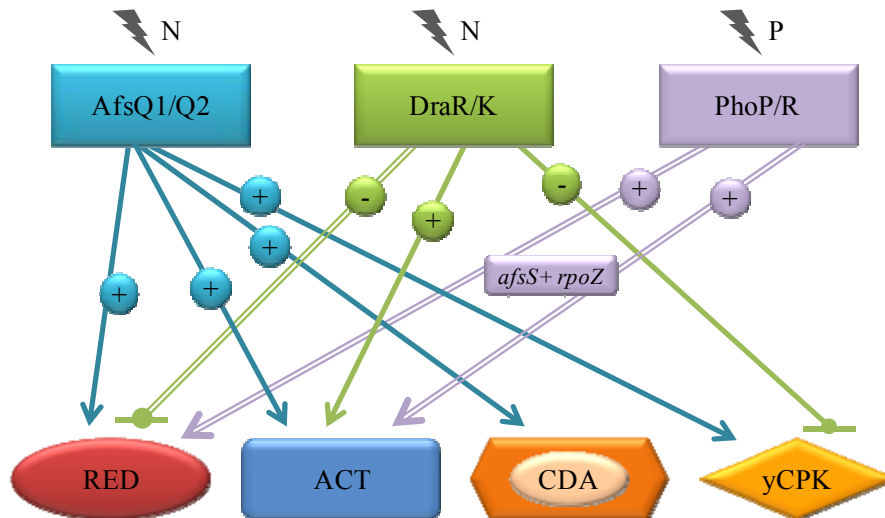 N N P
AfsQ1/Q2 DraR/K PhoP/R
- - +
+ + +
+ afsS+ rpoZ
+ +
RED ACT CDA yCPK